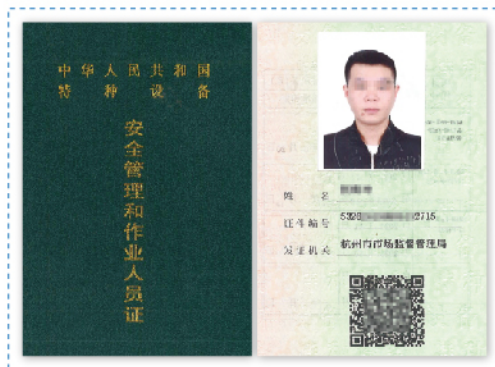 中华人民共和国
特种设备
安全管理和作业人员证
姓 名
证件编号 5326 2715
发证机关 杭州市市场监督管理局